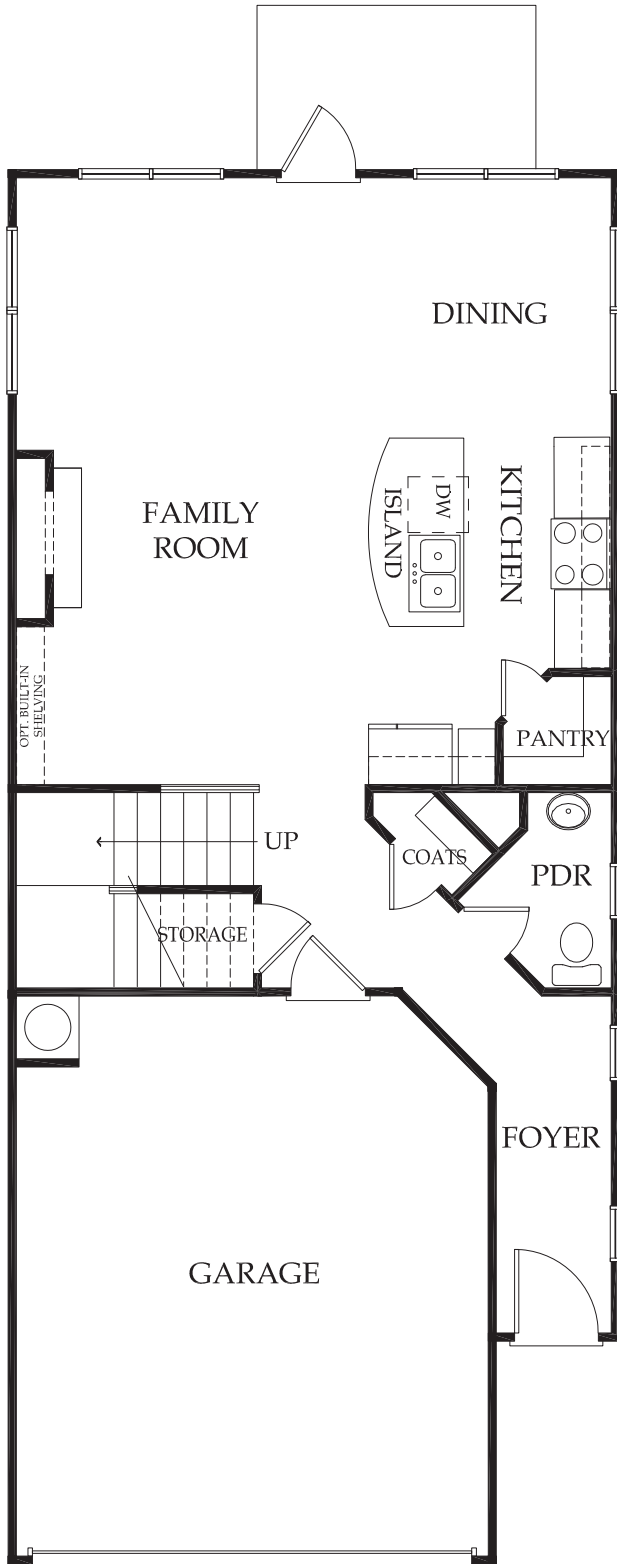 DINING
KITCHEN
DW
ISLAND
FAMILY
ROOM
OPT. BUILT-IN
SHELVING
PANTRY
UP
COATS
PDR
STORAGE
FOYER
GARAGE